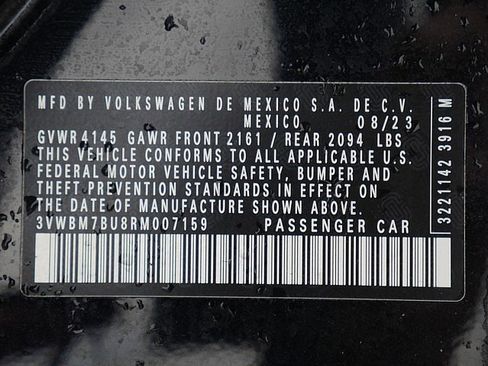 MFD BY VOLKSWAGEN DE MEXICO S.A. DE C.V.
MEXICO 08/23
GVWR 4145 GAWR FRONT 2161 / REAR 2094 LBS
THIS VEHICLE CONFORMS TO ALL APPLICABLE U.S.
FEDERAL MOTOR VEHICLE SAFETY, BUMPER AND
THEFT PREVENTION STANDARDS IN EFFECT ON
THE DATE OF MANUFACTURE SHOWN ABOVE.
3VWBM7BU8RM007159 PASSENGER CAR
3221142 3916 M